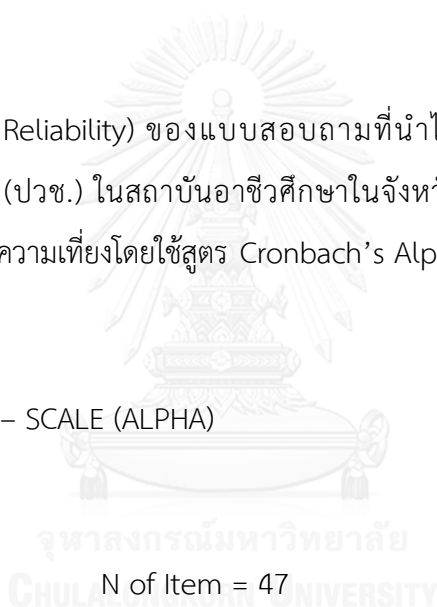 Reliability) ของแบบสอบถามที่นำไ
(ปวช.) ในสถาบันอาชีวศึกษาในจังหวั
ความเที่ยงโดยใช้สูตร Cronbach’s Alp
– SCALE (ALPHA)
จุฬาลงกรณ์มหาวิทยาลัย
N of Item = 47
CHULALONGKORN UNIVERSITY